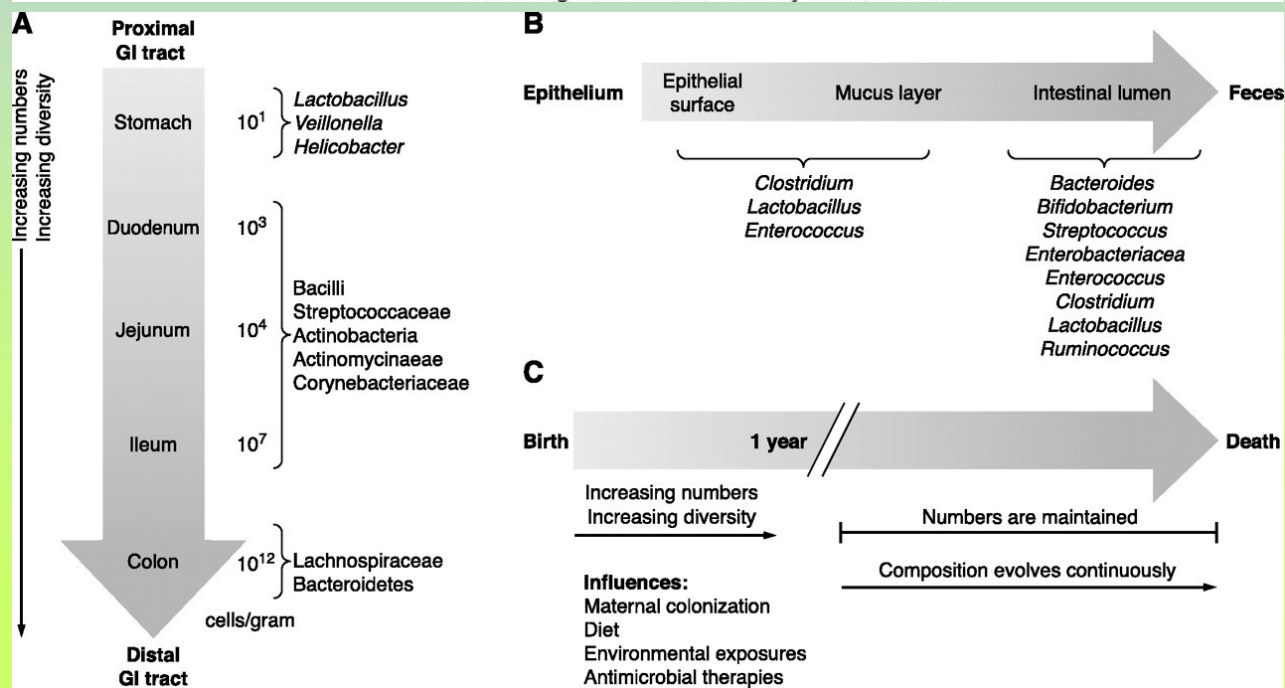 A
Proximal
GI tract
Increasing numbers
Increasing diversity
Stomach
10¹
Lactobacillus
Veillonella
Helicobacter
Duodenum
10³
Jejunum
10⁴
Ileum
10⁷
Bacilli
Streptococcaceae
Actinobacteria
Actinomycinaeae
Corynebacteriaceae
Colon
10¹²
Lachnospiraceae
Bacteroidetes
cells/gram
Distal
GI tract
B
Epithelium
Epithelial
surface
Mucus layer
Intestinal lumen
Feces
Clostridium
Lactobacillus
Enterococcus
Bacteroides
Bifidobacterium
Streptococcus
Enterobacteriacea
Enterococcus
Clostridium
Lactobacillus
Ruminococcus
C
Birth
1 year
Death
Increasing numbers
Increasing diversity
Numbers are maintained
Composition evolves continuously
Influences:
Maternal colonization
Diet
Environmental exposures
Antimicrobial therapies